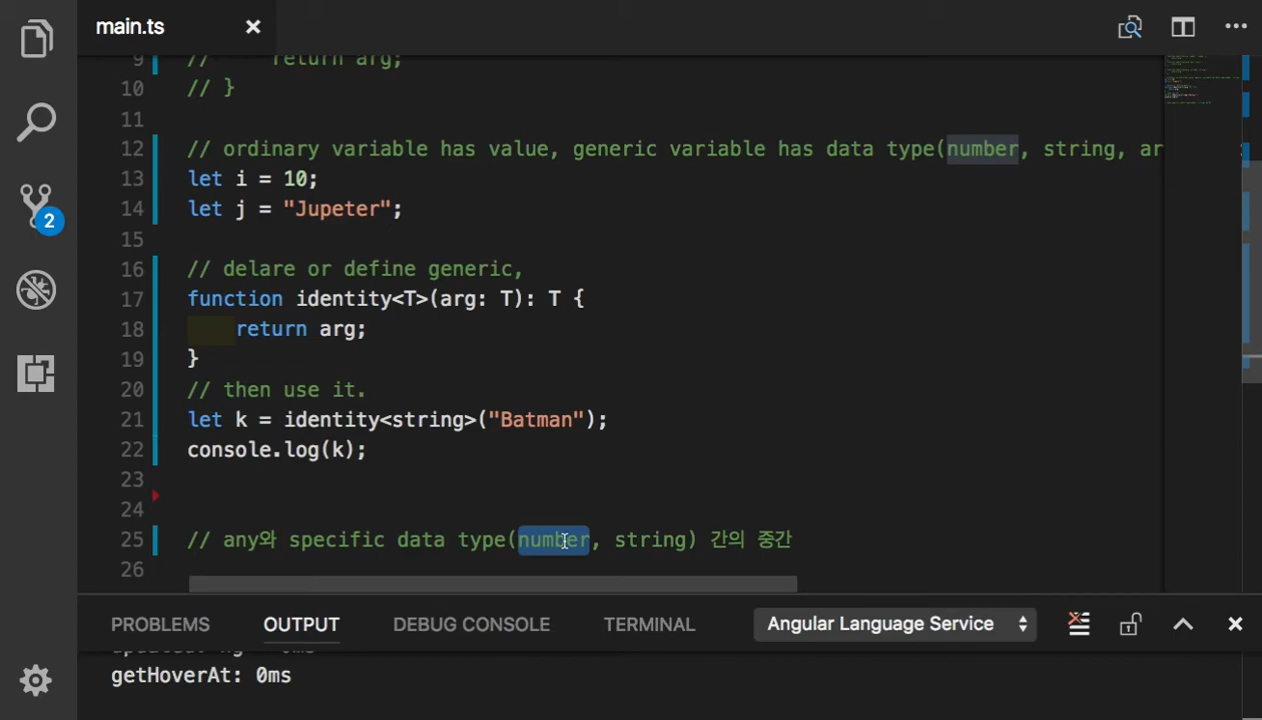 main.ts
9 // return arg;
10 // }
11
12 // ordinary variable has value, generic variable has data type(number, string, ar
13 let i = 10;
14 let j = "Jupeter";
15
16 // delare or define generic,
17 function identity<T>(arg: T): T {
18 return arg;
19 }
20 // then use it.
21 let k = identity<string>("Batman");
22 console.log(k);
23
24
25 // any와 specific data type(number, string) 간의 중간
26
2
PROBLEMS OUTPUT DEBUG CONSOLE TERMINAL Angular Language Service
getHoverAt: 0ms